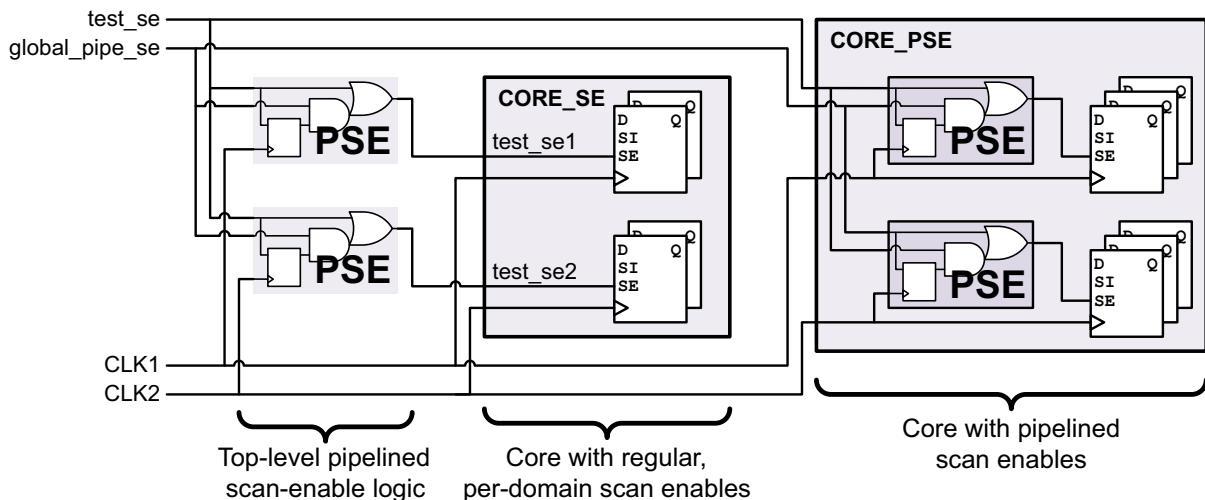 test_se
global_pipe_se
CORE_PSE
CORE_SE
PSE
test_se1
D Q
Q
SI
SE
PSE
D Q
Q
SI
SE
PSE
test_se2
D Q
Q
SI
SE
PSE
D Q
Q
SI
SE
CLK1
CLK2
Top-level pipelined
scan-enable logic
Core with regular,
per-domain scan enables
Core with pipelined
scan enables